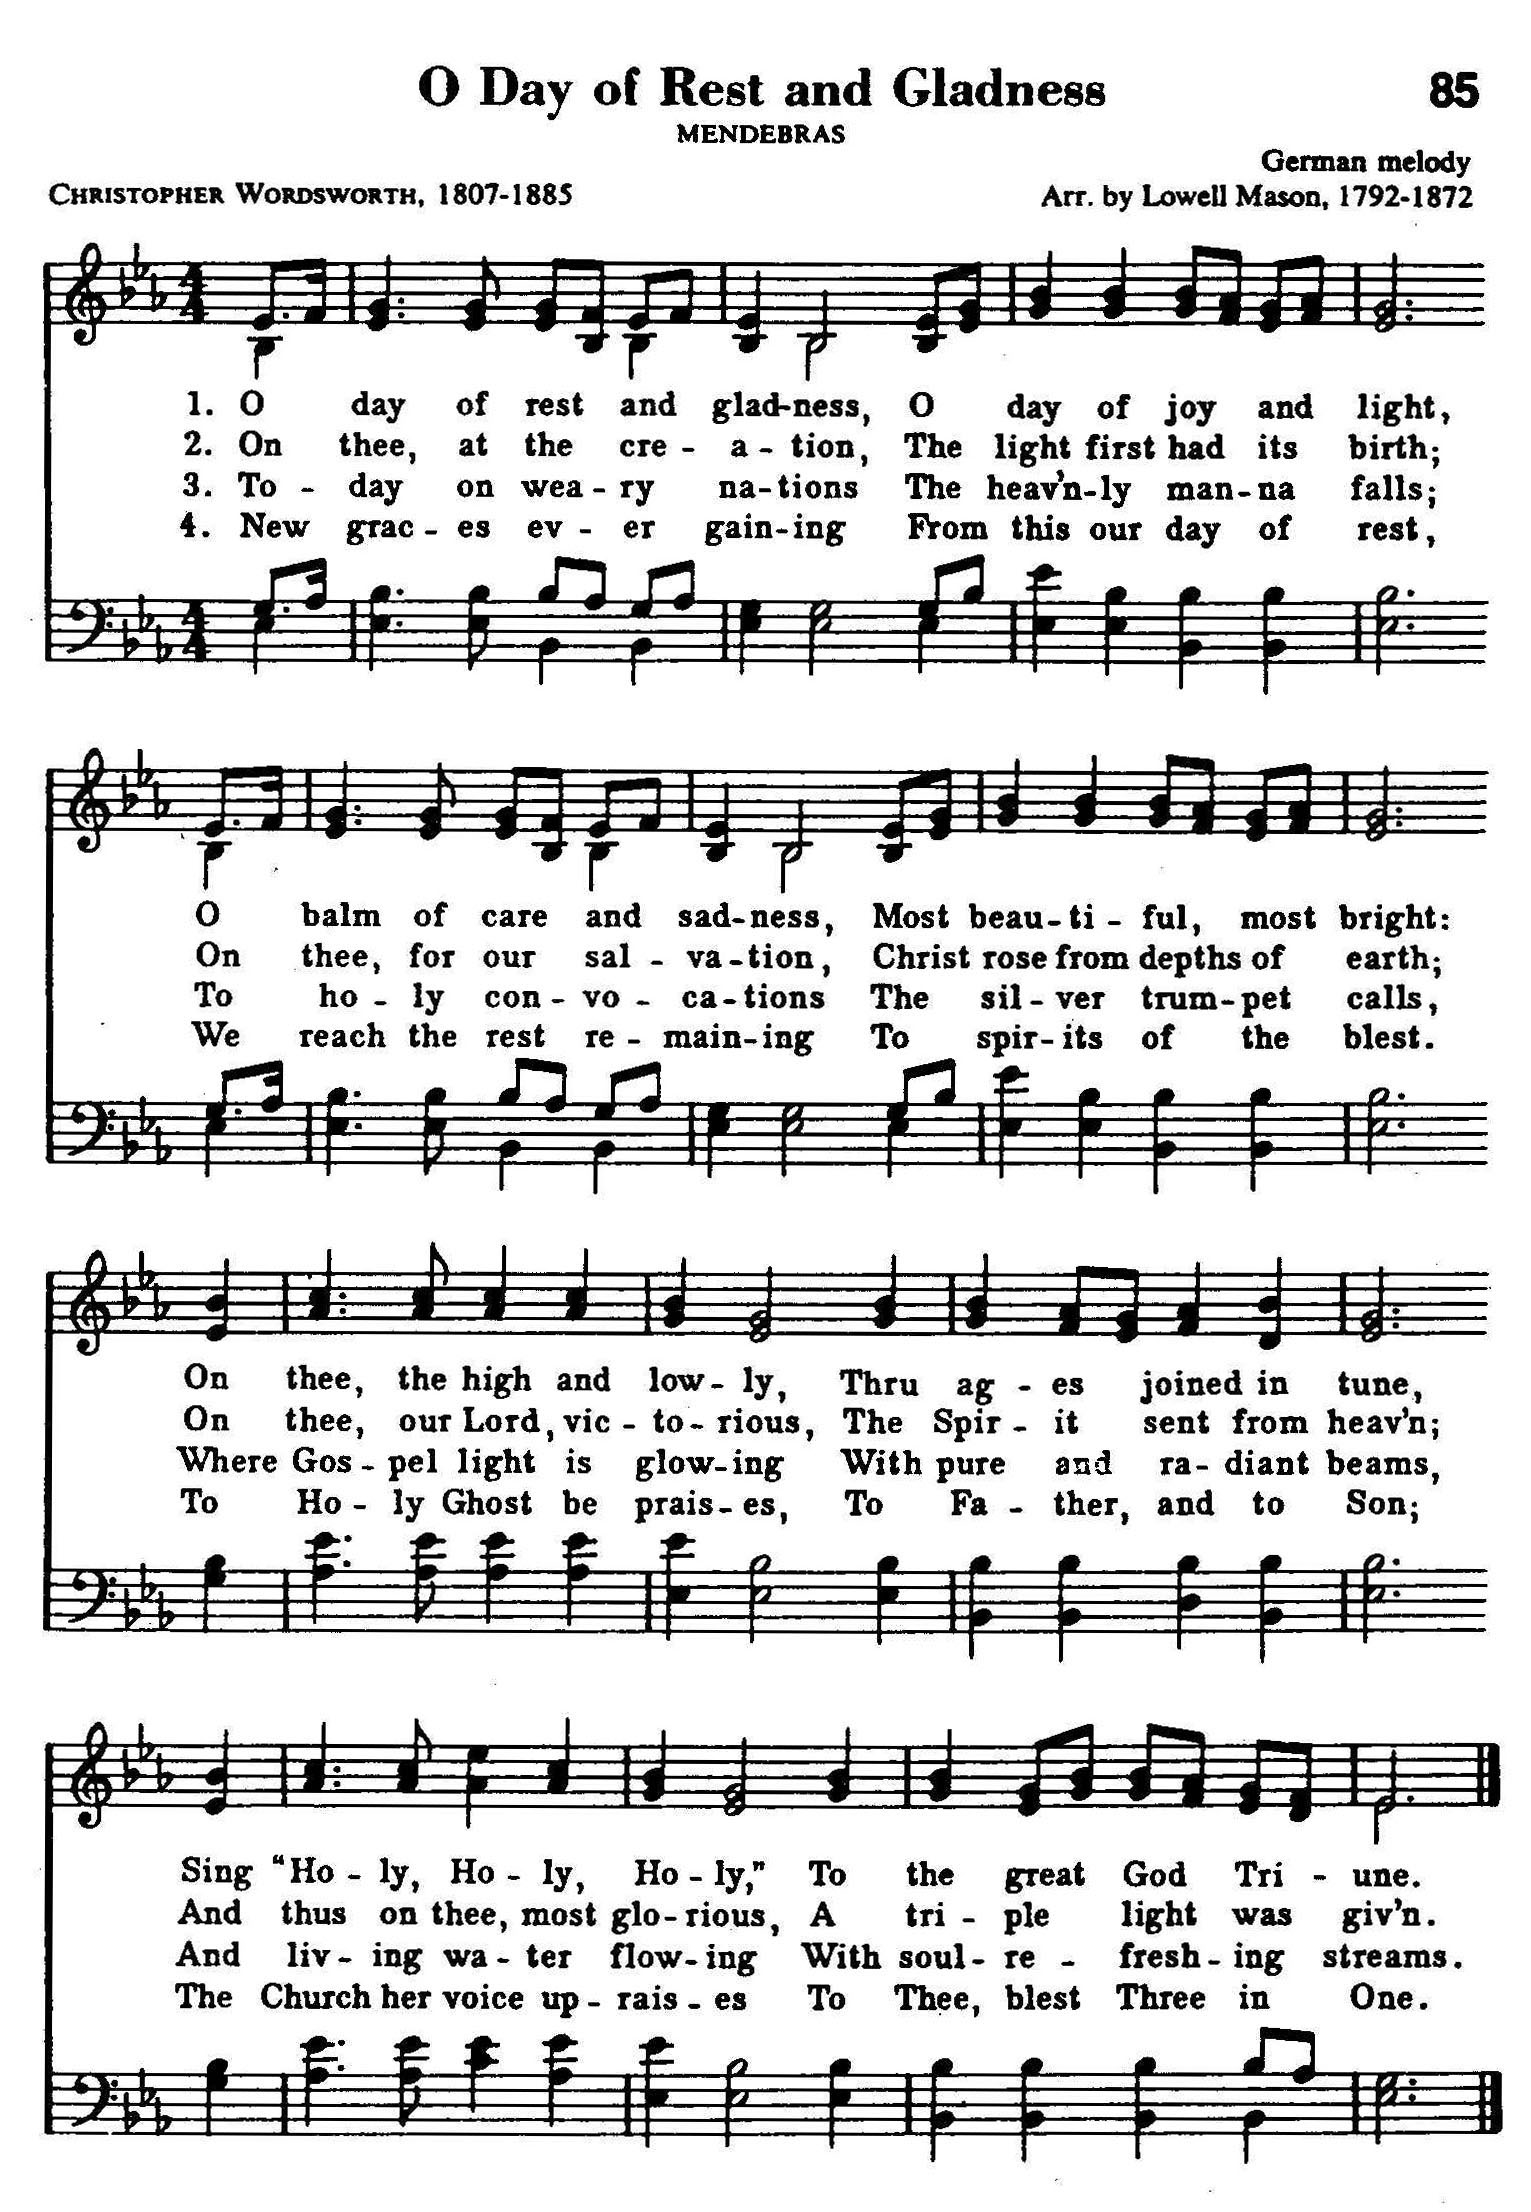 O Day of Rest and Gladness 85
MENDEBRAS
German melody
CHRISTOPHER WORDSWORTH, 1807-1885 Arr. by Lowell Mason, 1792-1872
1. O day of rest and glad-ness, O day of joy and light,
2. On thee, at the cre - a - tion, The light first had its birth;
3. To - day on wea - ry na-tions The heav'n-ly man-na falls;
4. New grac - es ev - er gain-ing From this our day of rest,
O balm of care and sad-ness, Most beau-ti - ful, most bright:
On thee, for our sal - va-tion, Christ rose from depths of earth;
To ho - ly con - vo - ca-tions The sil - ver trum-pet calls,
We reach the rest re - main-ing To spir-its of the blest.
On thee, the high and low - ly, Thru ag - es joined in tune,
On thee, our Lord, vic - to - rious, The Spir - it sent from heav'n;
Where Gos - pel light is glow-ing With pure and ra - diant beams,
To Ho - ly Ghost be prais - es, To Fa - ther, and to Son;
Sing "Ho - ly, Ho - ly, Ho - ly," To the great God Tri - une.
And thus on thee, most glo-rious, A tri - ple light was giv'n.
And liv - ing wa - ter flow-ing With soul - re - fresh - ing streams.
The Church her voice up - rais - es To Thee, blest Three in One.